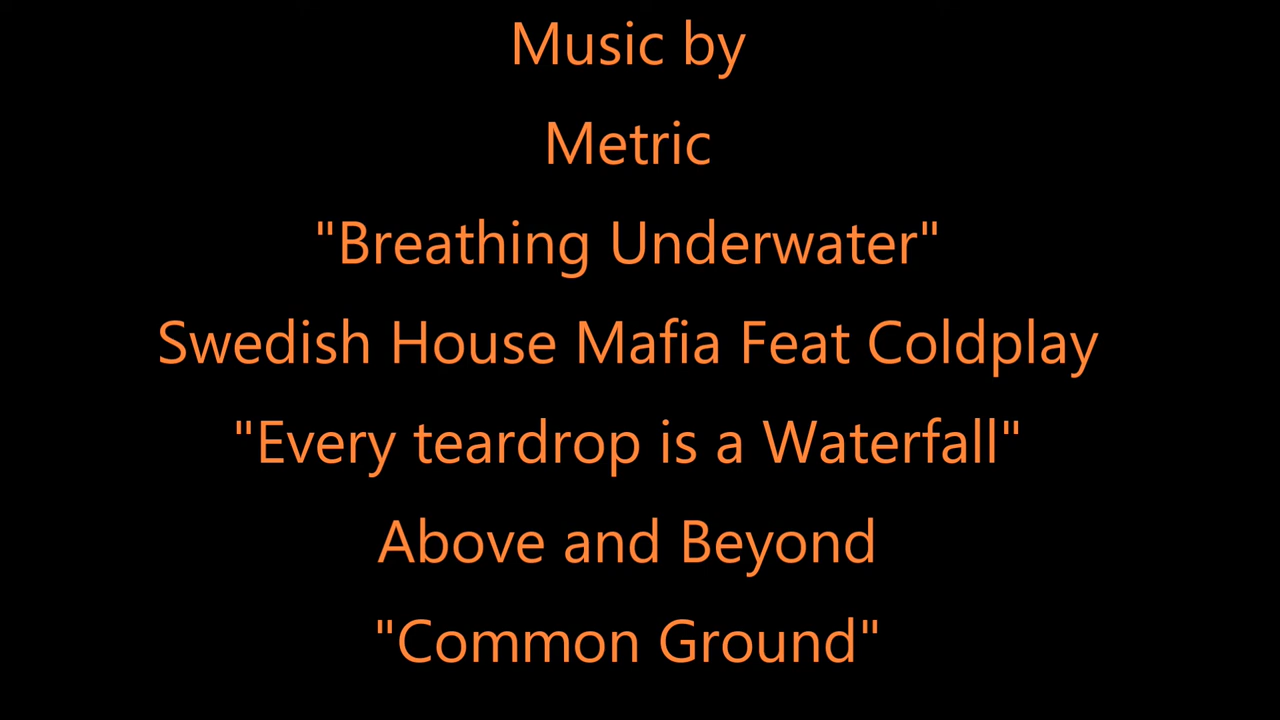 Music by
Metric
"Breathing Underwater"
Swedish House Mafia Feat Coldplay
"Every teardrop is a Waterfall"
Above and Beyond
"Common Ground"